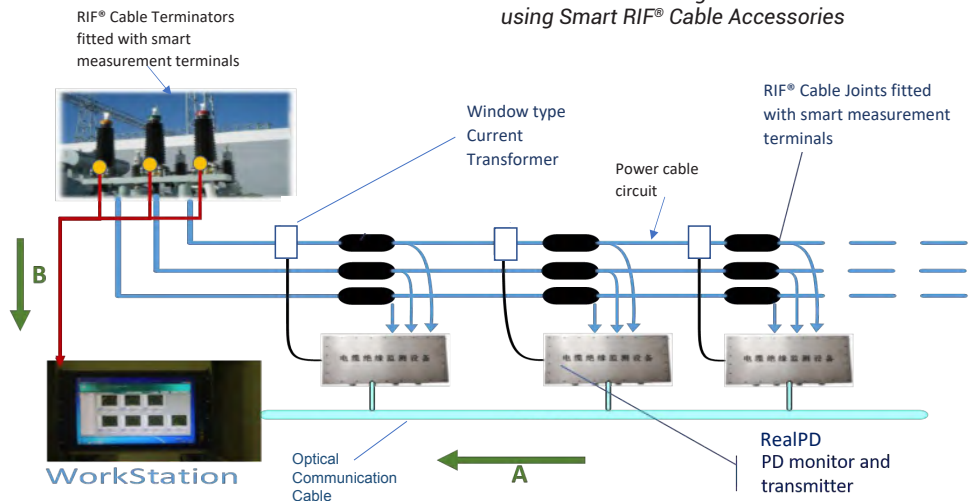 using Smart RIF® Cable Accessories
RIF® Cable Terminators
fitted with smart
measurement terminals
Window type
Current
Transformer
Power cable
circuit
RIF® Cable Joints fitted
with smart measurement
terminals
B
电缆绝缘监测设备
电缆绝缘监测设备
电缆绝缘监测设备
WorkStation
Optical
Communication
Cable
A
RealPD
PD monitor and
transmitter